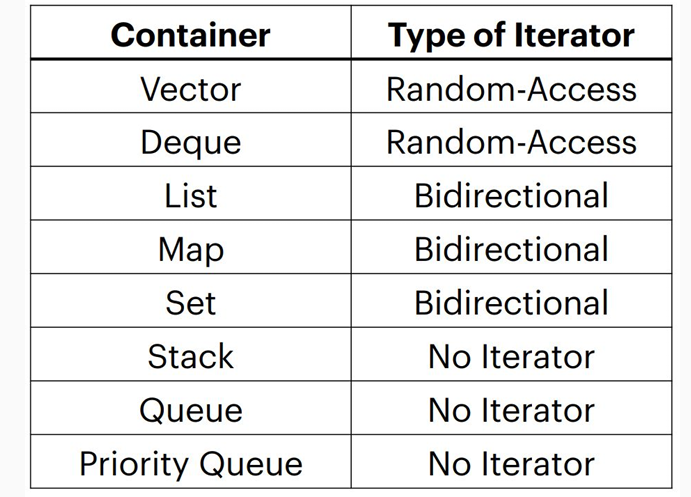 Container Type of Iterator
Vector Random-Access
Deque Random-Access
List Bidirectional
Map Bidirectional
Set Bidirectional
Stack No Iterator
Queue No Iterator
Priority Queue No Iterator